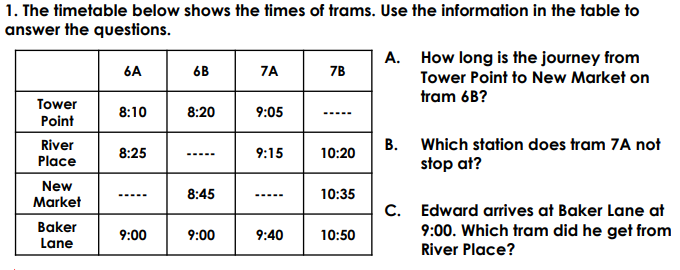 1. The timetable below shows the times of trams. Use the information in the table to
answer the questions.
6A 6B 7A 7B
Tower
Point 8:10 8:20 9:05 -----
River
Place 8:25 ----- 9:15 10:20
New
Market ----- 8:45 ----- 10:35
Baker
Lane 9:00 9:00 9:40 10:50
A. How long is the journey from
Tower Point to New Market on
tram 6B?
B. Which station does tram 7A not
stop at?
C. Edward arrives at Baker Lane at
9:00. Which tram did he get from
River Place?